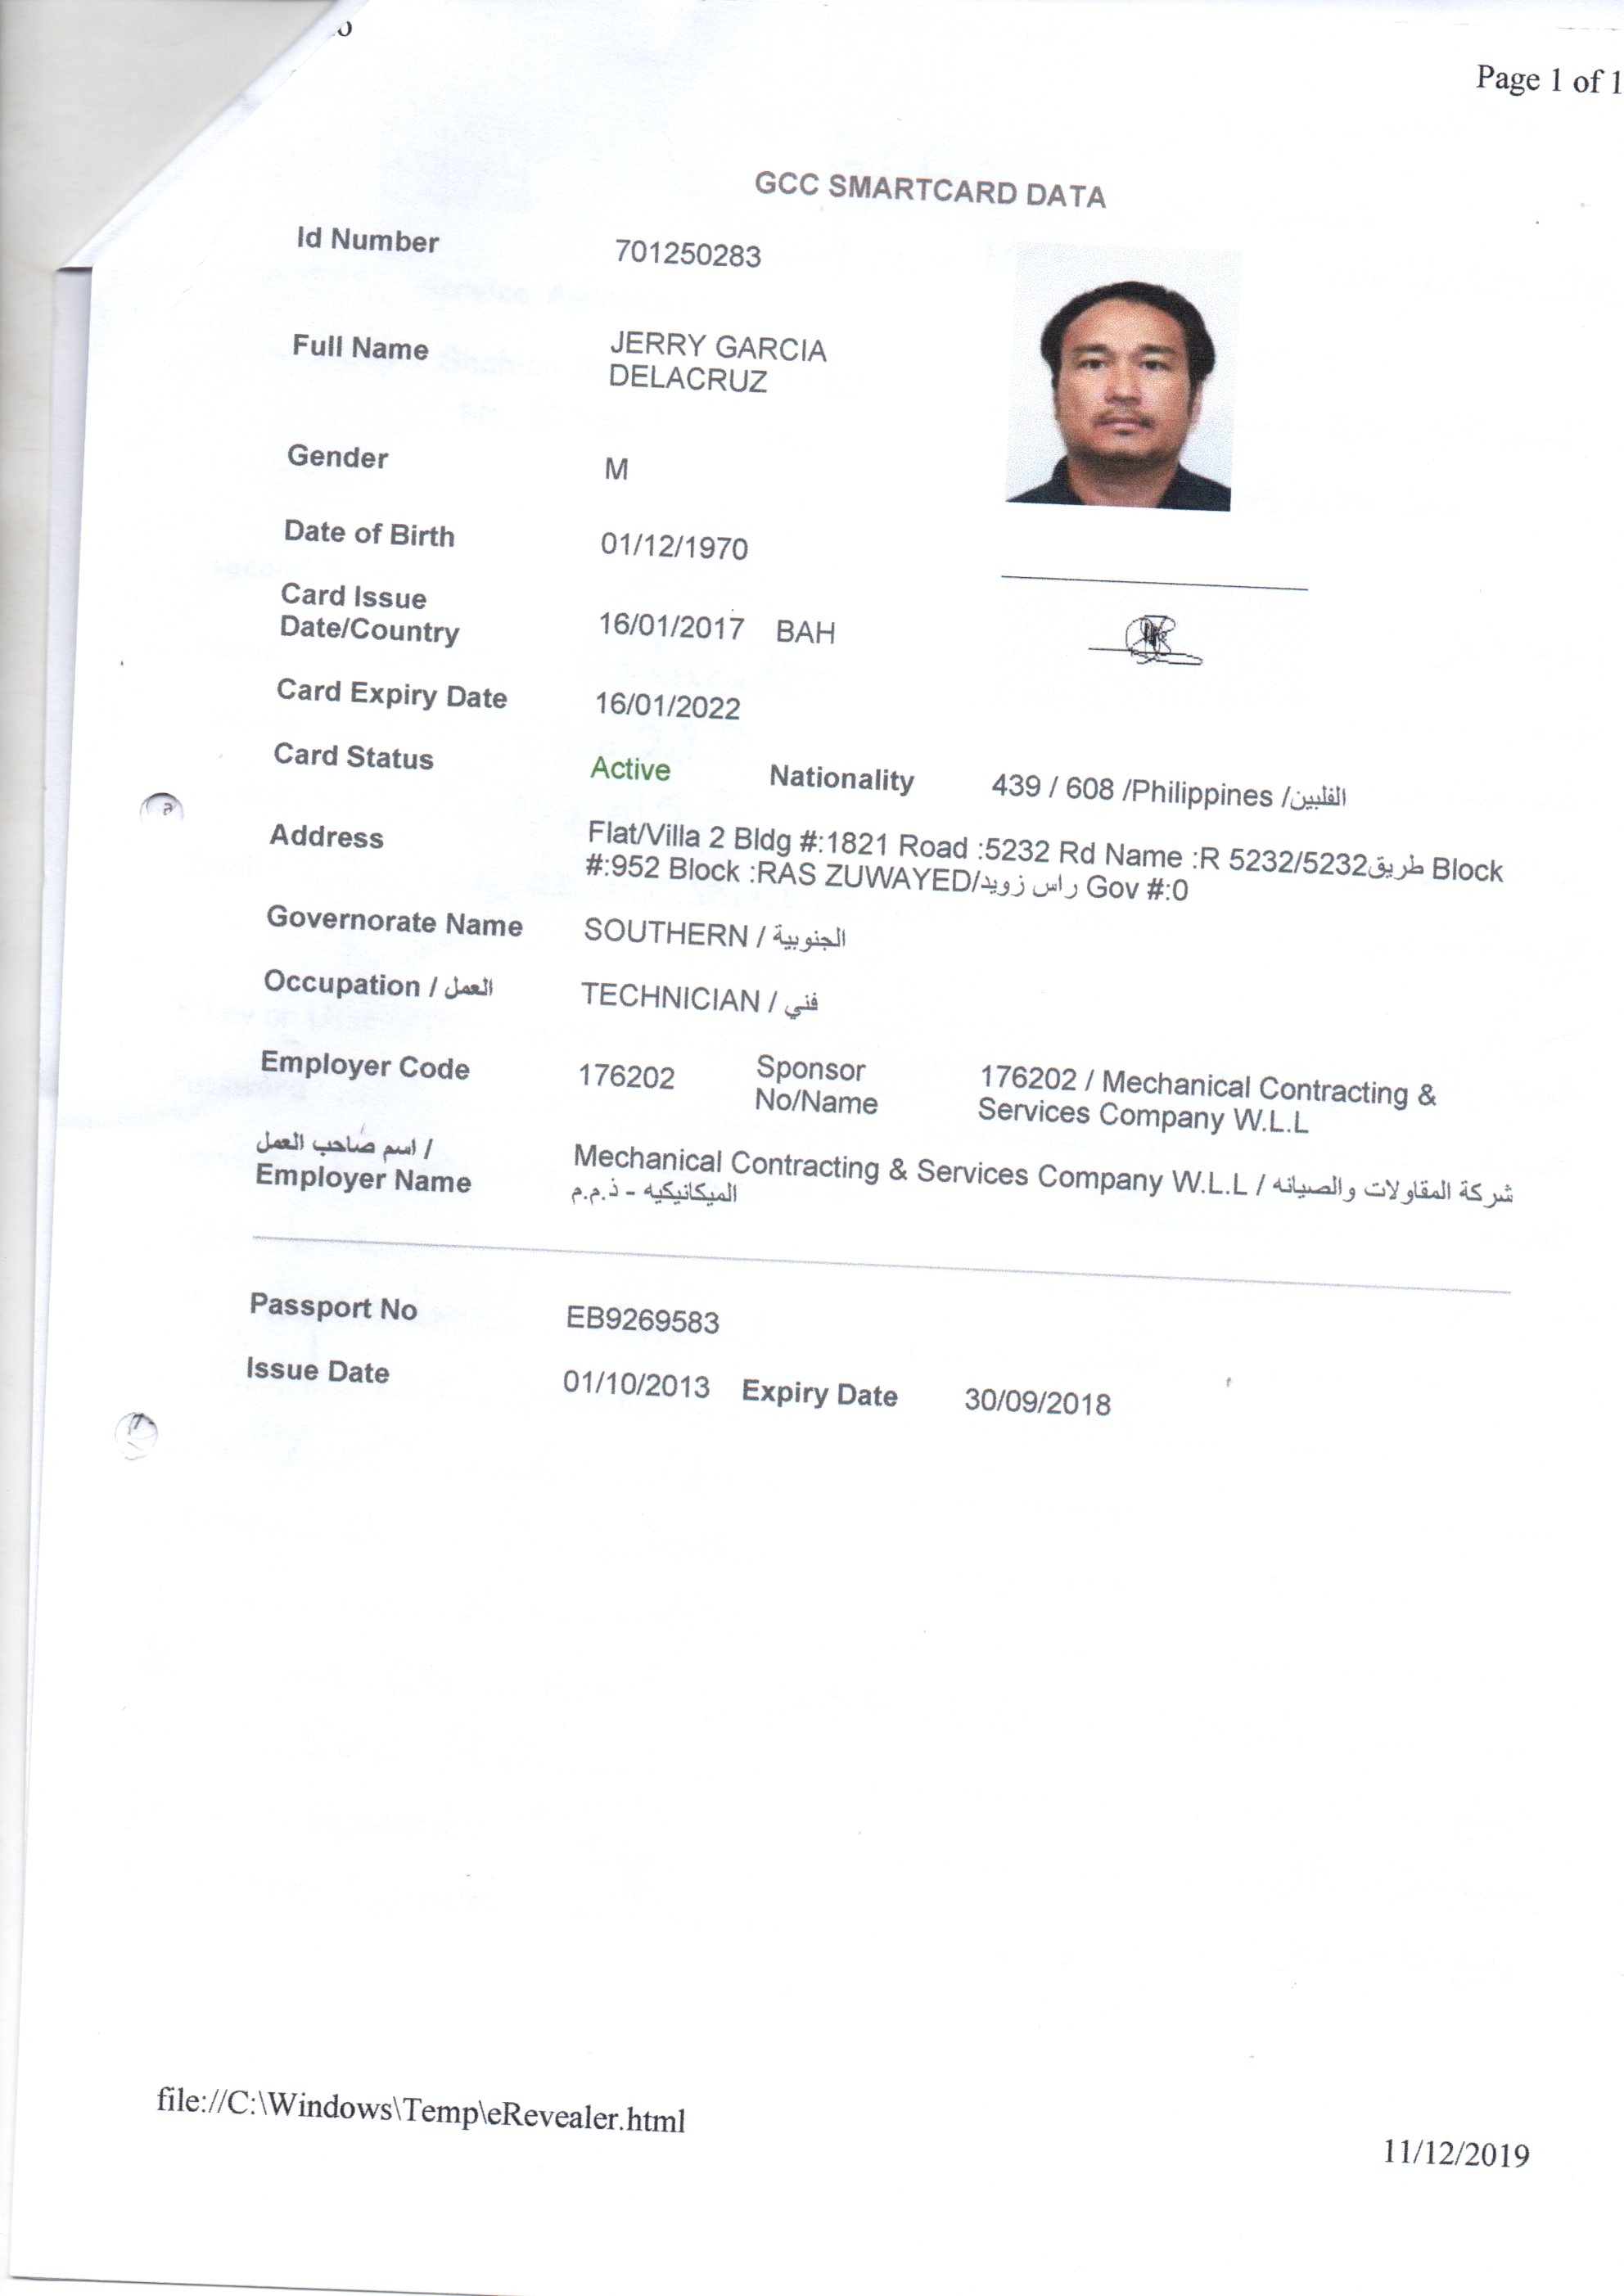 Page 1 of 1
GCC SMARTCARD DATA
Id Number 701250283
Full Name JERRY GARCIA
DELACRUZ
Gender M
Date of Birth 01/12/1970
Card Issue
Date/Country 16/01/2017 BAH
Card Expiry Date 16/01/2022
Card Status Active Nationality 439 / 608 /Philippines /الفلبين
Address Flat/Villa 2 Bldg #:1821 Road :5232 Rd Name :R 5232/5232طريق Block
#:952 Block :RAS ZUWAYED/راس زويد Gov #:0
Governorate Name SOUTHERN / الجنوبية
Occupation / العمل TECHNICIAN / فني
Employer Code 176202 Sponsor
No/Name 176202 / Mechanical Contracting &
Services Company W.L.L
اسم صاحب العمل /
Employer Name Mechanical Contracting & Services Company W.L.L / شركة المقاولات والصيانه
الميكانيكيه - ذ.م.م
Passport No EB9269583
Issue Date 01/10/2013 Expiry Date 30/09/2018
file://C:\Windows\Temp\eRevealer.html
11/12/2019